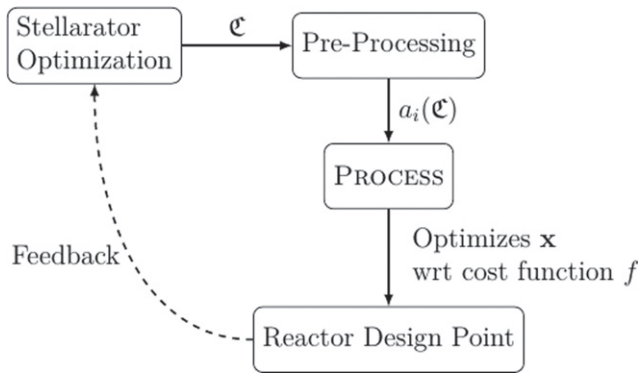 Stellarator
Optimization
ℭ
Pre-Processing
aᵢ(ℭ)
PROCESS
Optimizes x
wrt cost function f
Feedback
Reactor Design Point